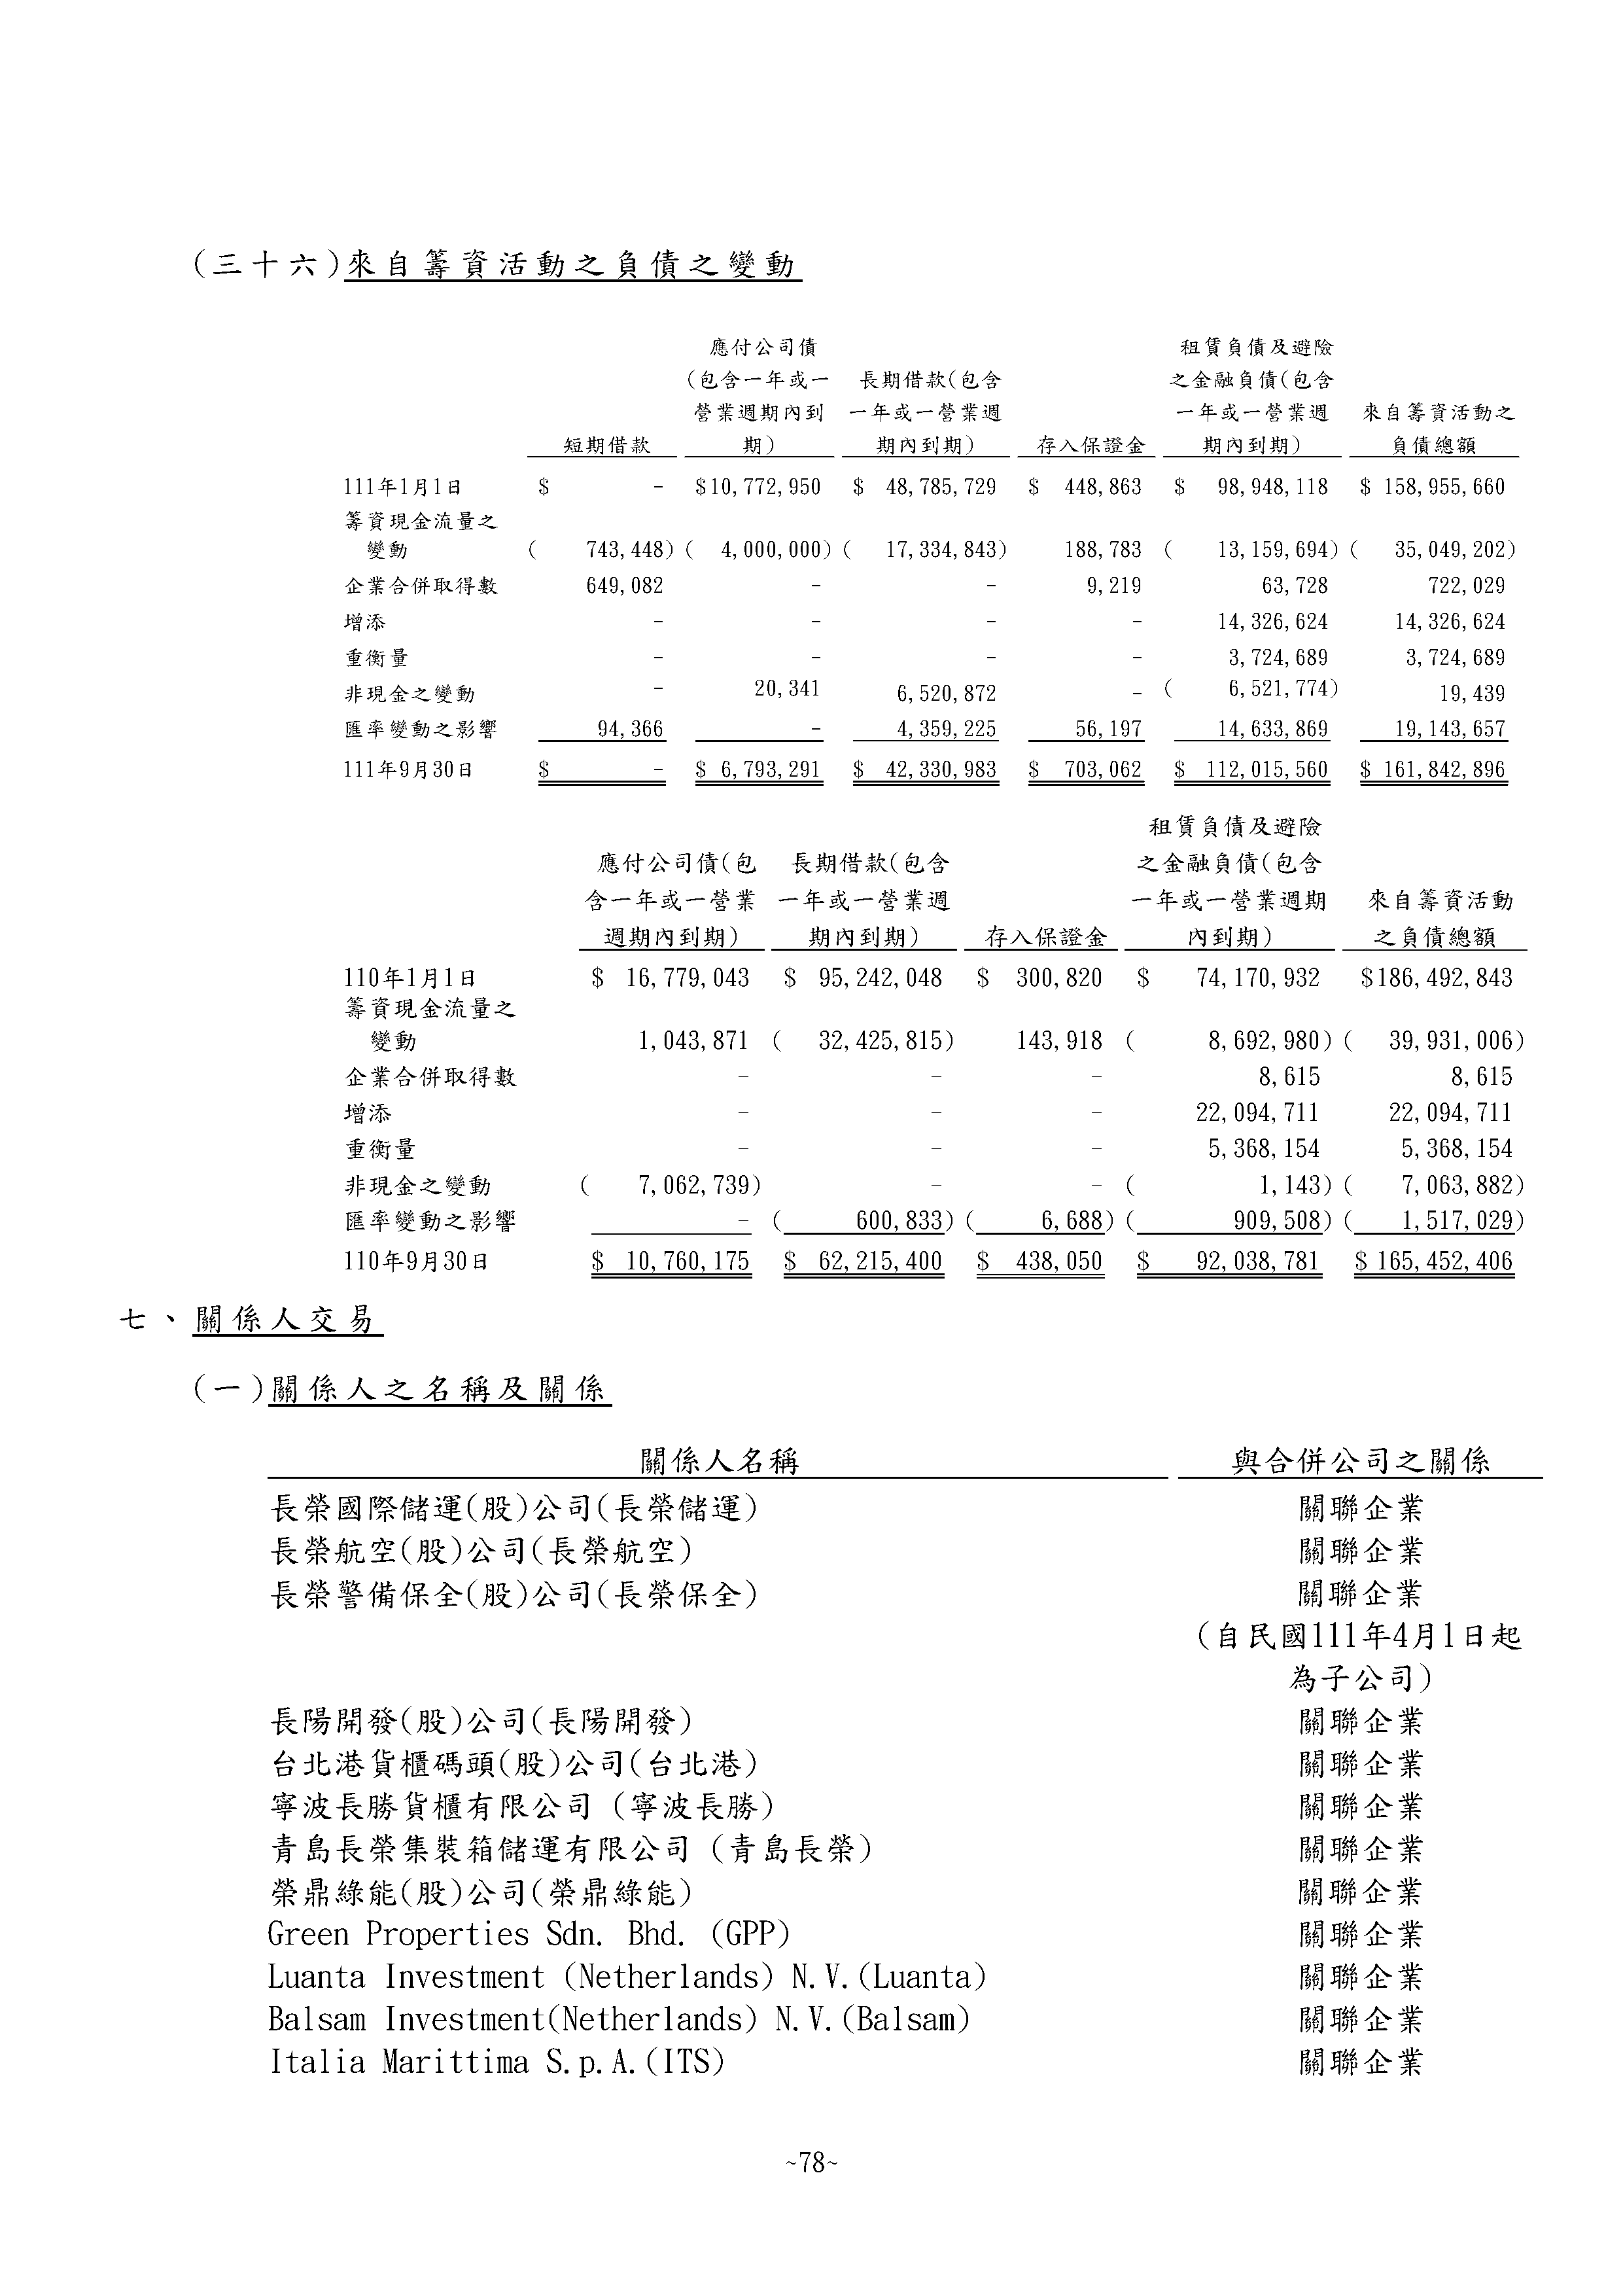 (三十六)來自籌資活動之負債之變動
應付公司債 租賃負債及避險
(包含一年或一 長期借款(包含 之金融負債(包含
營業週期內到 一年或一營業週 一年或一營業週 來自籌資活動之
短期借款 期) 期內到期) 存入保證金 期內到期) 負債總額
111年1月1日 $ - $10,772,950 $ 48,785,729 $ 448,863 $ 98,948,118 $ 158,955,660
籌資現金流量之
變動 ( 743,448) ( 4,000,000) ( 17,334,843) 188,783 ( 13,159,694) ( 35,049,202)
企業合併取得數 649,082 - - 9,219 63,728 722,029
增添 - - - - 14,326,624 14,326,624
重衡量 - - - - 3,724,689 3,724,689
非現金之變動 - 20,341 6,520,872 - ( 6,521,774) 19,439
匯率變動之影響 94,366 - 4,359,225 56,197 14,633,869 19,143,657
111年9月30日 $ - $ 6,793,291 $ 42,330,983 $ 703,062 $ 112,015,560 $ 161,842,896
租賃負債及避險
應付公司債(包 長期借款(包含 之金融負債(包含
含一年或一營業 一年或一營業週 一年或一營業週期 來自籌資活動
週期內到期) 期內到期) 存入保證金 內到期) 之負債總額
110年1月1日 $ 16,779,043 $ 95,242,048 $ 300,820 $ 74,170,932 $186,492,843
籌資現金流量之
變動 1,043,871 ( 32,425,815) 143,918 ( 8,692,980) ( 39,931,006)
企業合併取得數 - - - 8,615 8,615
增添 - - - 22,094,711 22,094,711
重衡量 - - - 5,368,154 5,368,154
非現金之變動 ( 7,062,739) - - ( 1,143) ( 7,063,882)
匯率變動之影響 - ( 600,833) ( 6,688) ( 909,508) ( 1,517,029)
110年9月30日 $ 10,760,175 $ 62,215,400 $ 438,050 $ 92,038,781 $ 165,452,406
七、關係人交易
(一)關係人之名稱及關係
關係人名稱 與合併公司之關係
長榮國際儲運(股)公司(長榮儲運) 關聯企業
長榮航空(股)公司(長榮航空) 關聯企業
長榮警備保全(股)公司(長榮保全) 關聯企業
(自民國111年4月1日起
為子公司)
長陽開發(股)公司(長陽開發) 關聯企業
台北港貨櫃碼頭(股)公司(台北港) 關聯企業
寧波長勝貨櫃有限公司 (寧波長勝) 關聯企業
青島長榮集裝箱儲運有限公司 (青島長榮) 關聯企業
榮鼎綠能(股)公司(榮鼎綠能) 關聯企業
Green Properties Sdn. Bhd. (GPP) 關聯企業
Luanta Investment (Netherlands) N.V.(Luanta) 關聯企業
Balsam Investment(Netherlands) N.V.(Balsam) 關聯企業
Italia Marittima S.p.A.(ITS) 關聯企業
~78~